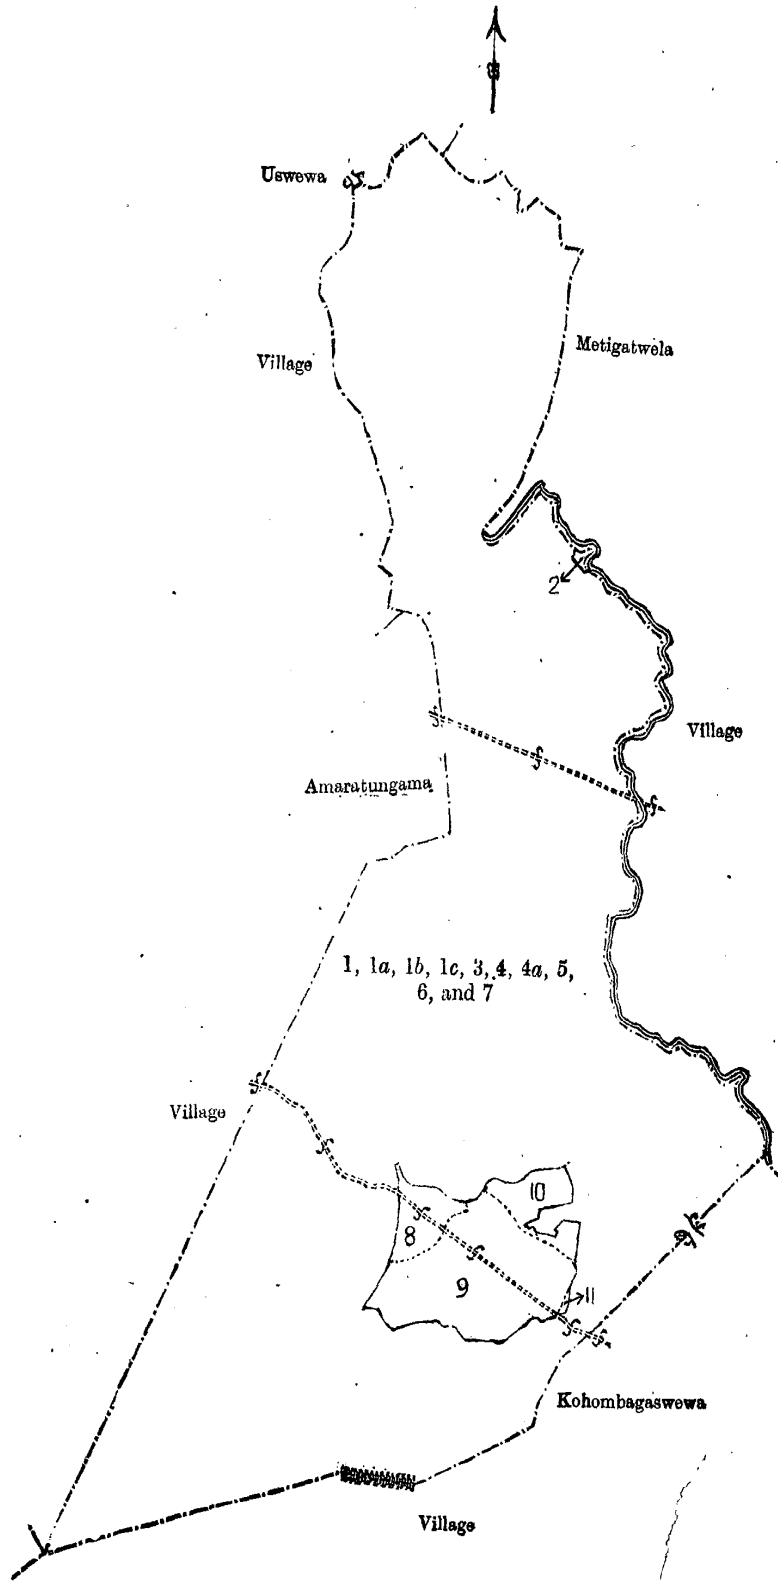 Uswewa
Village
Metigatwela
2
Village
Amaratungama
1, 1a, 1b, 1c, 3, 4, 4a, 5,
6, and 7
Village
10
8
9
11
Kohombagaswewa
Village